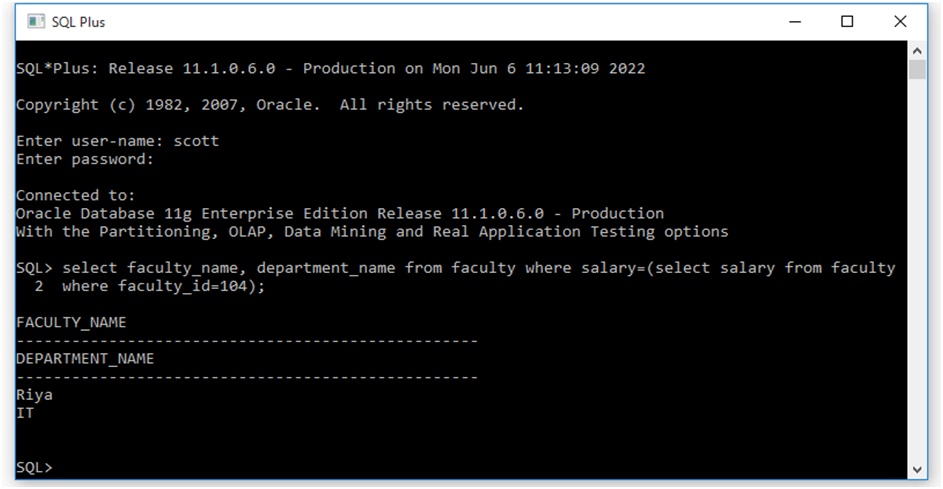 SQL Plus
SQL*Plus: Release 11.1.0.6.0 - Production on Mon Jun 6 11:13:09 2022
Copyright (c) 1982, 2007, Oracle.  All rights reserved.
Enter user-name: scott
Enter password:
Connected to:
Oracle Database 11g Enterprise Edition Release 11.1.0.6.0 - Production
With the Partitioning, OLAP, Data Mining and Real Application Testing options
SQL> select faculty_name, department_name from faculty where salary=(select salary from faculty
  2  where faculty_id=104);
FACULTY_NAME
--------------------------------------------------
DEPARTMENT_NAME
--------------------------------------------------
Riya
IT
SQL>